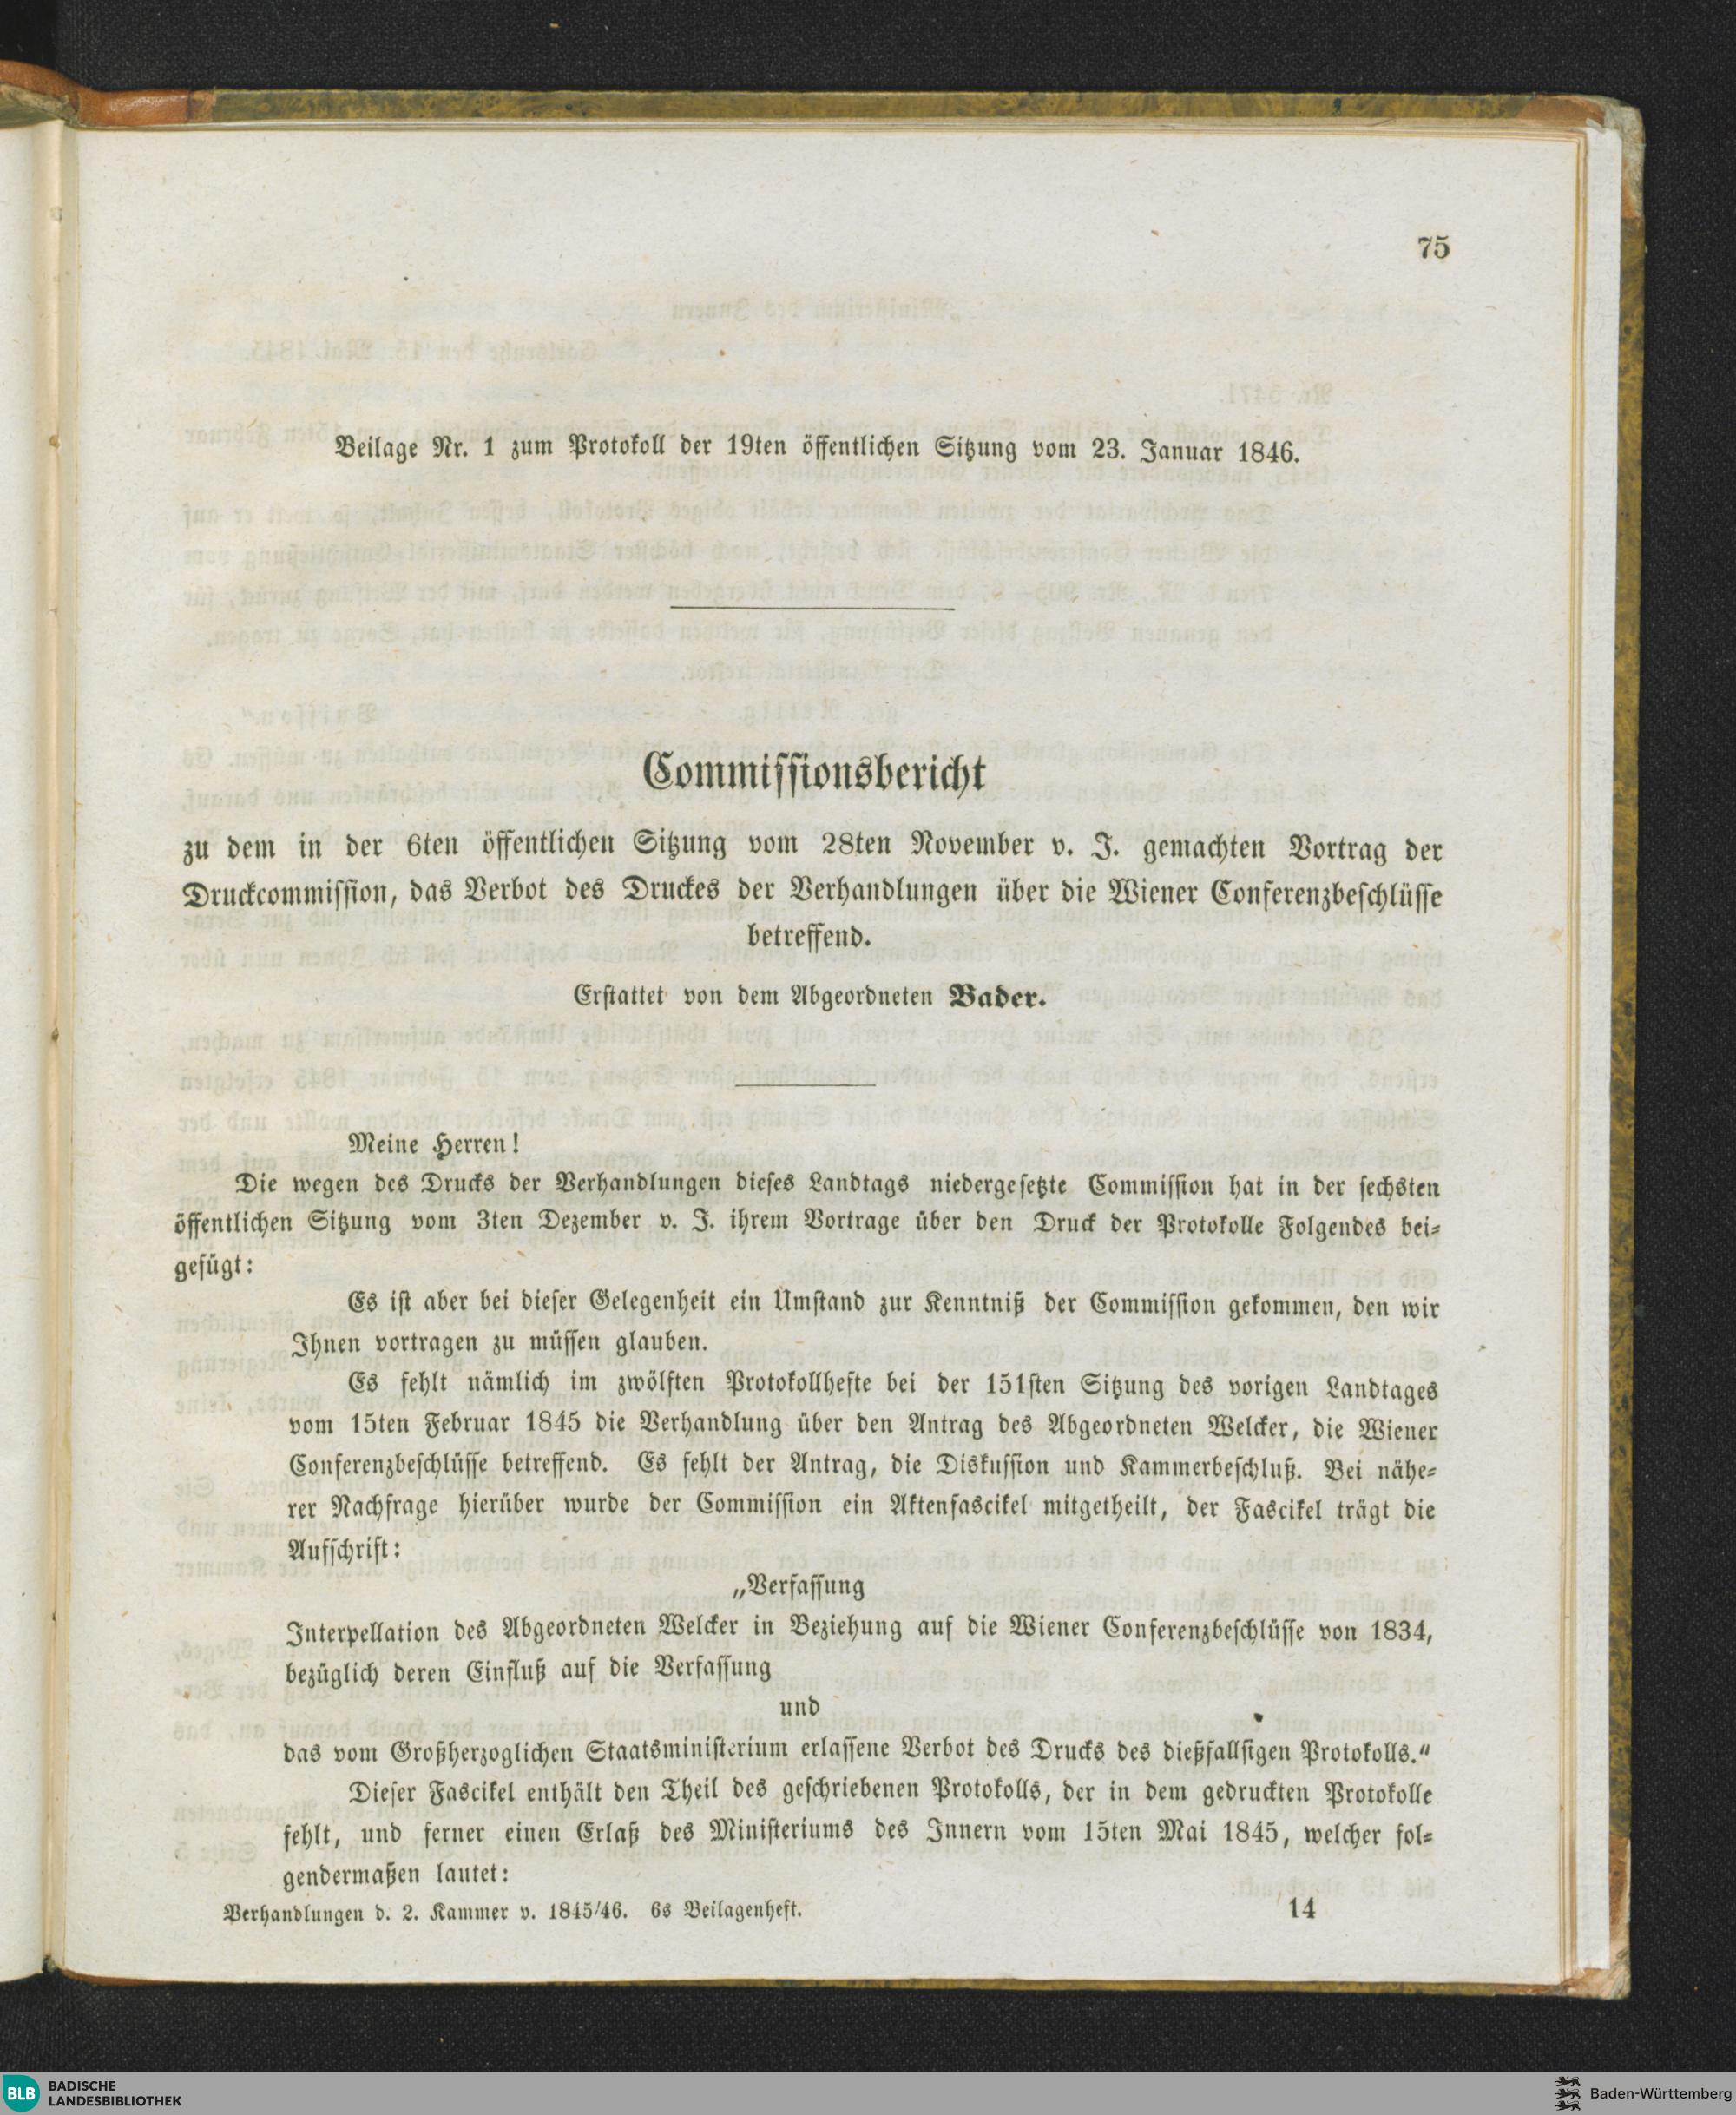 75
Beilage Nr. 1 zum Protokoll der 19ten öffentlichen Sitzung vom 23. Januar 1846.
Commissionsbericht
zu dem in der 6ten öffentlichen Sitzung vom 28ten November v. J. gemachten Vortrag der
Druckcommission, das Verbot des Druckes der Verhandlungen über die Wiener Conferenzbeschlüsse
betreffend.
Erstattet von dem Abgeordneten Bader.
Meine Herren!
Die wegen des Drucks der Verhandlungen dieses Landtags niedergesetzte Commission hat in der sechsten
öffentlichen Sitzung vom 3ten Dezember v. J. ihrem Vortrage über den Druck der Protokolle Folgendes bei-
gefügt:
Es ist aber bei dieser Gelegenheit ein Umstand zur Kenntniß der Commission gekommen, den wir
Ihnen vortragen zu müssen glauben.
Es fehlt nämlich im zwölften Protokollhefte bei der 151sten Sitzung des vorigen Landtages
vom 15ten Februar 1845 die Verhandlung über den Antrag des Abgeordneten Welcker, die Wiener
Conferenzbeschlüsse betreffend. Es fehlt der Antrag, die Diskussion und Kammerbeschluß. Bei nähe-
rer Nachfrage hierüber wurde der Commission ein Aktenfascikel mitgetheilt, der Fascikel trägt die
Aufschrift:
„Verfassung
Interpellation des Abgeordneten Welcker in Beziehung auf die Wiener Conferenzbeschlüsse von 1834,
bezüglich deren Einfluß auf die Verfassung
und
das vom Großherzoglichen Staatsministerium erlassene Verbot des Drucks des dießfallsigen Protokolls.“
Dieser Fascikel enthält den Theil des geschriebenen Protokolls, der in dem gedruckten Protokolle
fehlt, und ferner einen Erlaß des Ministeriums des Innern vom 15ten Mai 1845, welcher fol-
gendermaßen lautet:
Verhandlungen d. 2. Kammer v. 1845/46. 6s Beilagenheft. 14
BLB BADISCHE
LANDESBIBLIOTHEK
Baden-Württemberg